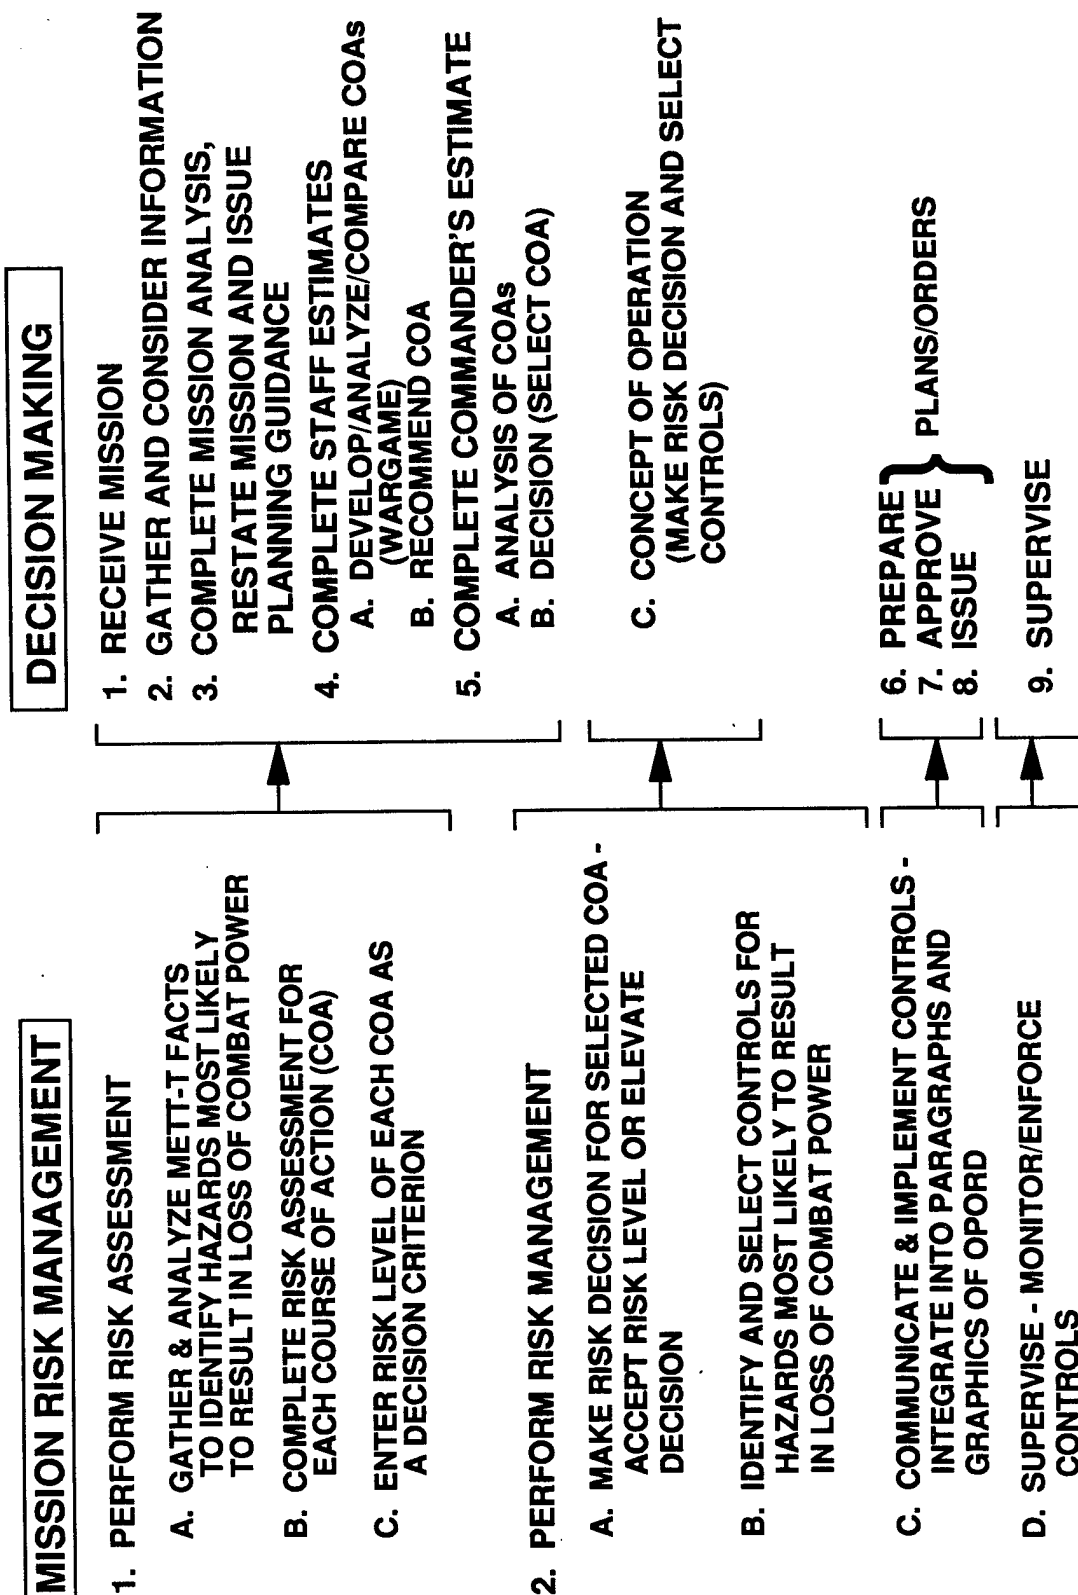 MISSION RISK MANAGEMENT
1. PERFORM RISK ASSESSMENT
A. GATHER & ANALYZE METT-T FACTS
TO IDENTIFY HAZARDS MOST LIKELY
TO RESULT IN LOSS OF COMBAT POWER
B. COMPLETE RISK ASSESSMENT FOR
EACH COURSE OF ACTION (COA)
C. ENTER RISK LEVEL OF EACH COA AS
A DECISION CRITERION
2. PERFORM RISK MANAGEMENT
A. MAKE RISK DECISION FOR SELECTED COA -
ACCEPT RISK LEVEL OR ELEVATE
DECISION
B. IDENTIFY AND SELECT CONTROLS FOR
HAZARDS MOST LIKELY TO RESULT
IN LOSS OF COMBAT POWER
C. COMMUNICATE & IMPLEMENT CONTROLS -
INTEGRATE INTO PARAGRAPHS AND
GRAPHICS OF OPORD
D. SUPERVISE - MONITOR/ENFORCE
CONTROLS
DECISION MAKING
1. RECEIVE MISSION
2. GATHER AND CONSIDER INFORMATION
3. COMPLETE MISSION ANALYSIS,
RESTATE MISSION AND ISSUE
PLANNING GUIDANCE
4. COMPLETE STAFF ESTIMATES
A. DEVELOP/ANALYZE/COMPARE COAs
(WARGAME)
B. RECOMMEND COA
5. COMPLETE COMMANDER'S ESTIMATE
A. ANALYSIS OF COAs
B. DECISION (SELECT COA)
C. CONCEPT OF OPERATION
(MAKE RISK DECISION AND SELECT
CONTROLS)
6. PREPARE
7. APPROVE PLANS/ORDERS
8. ISSUE
9. SUPERVISE